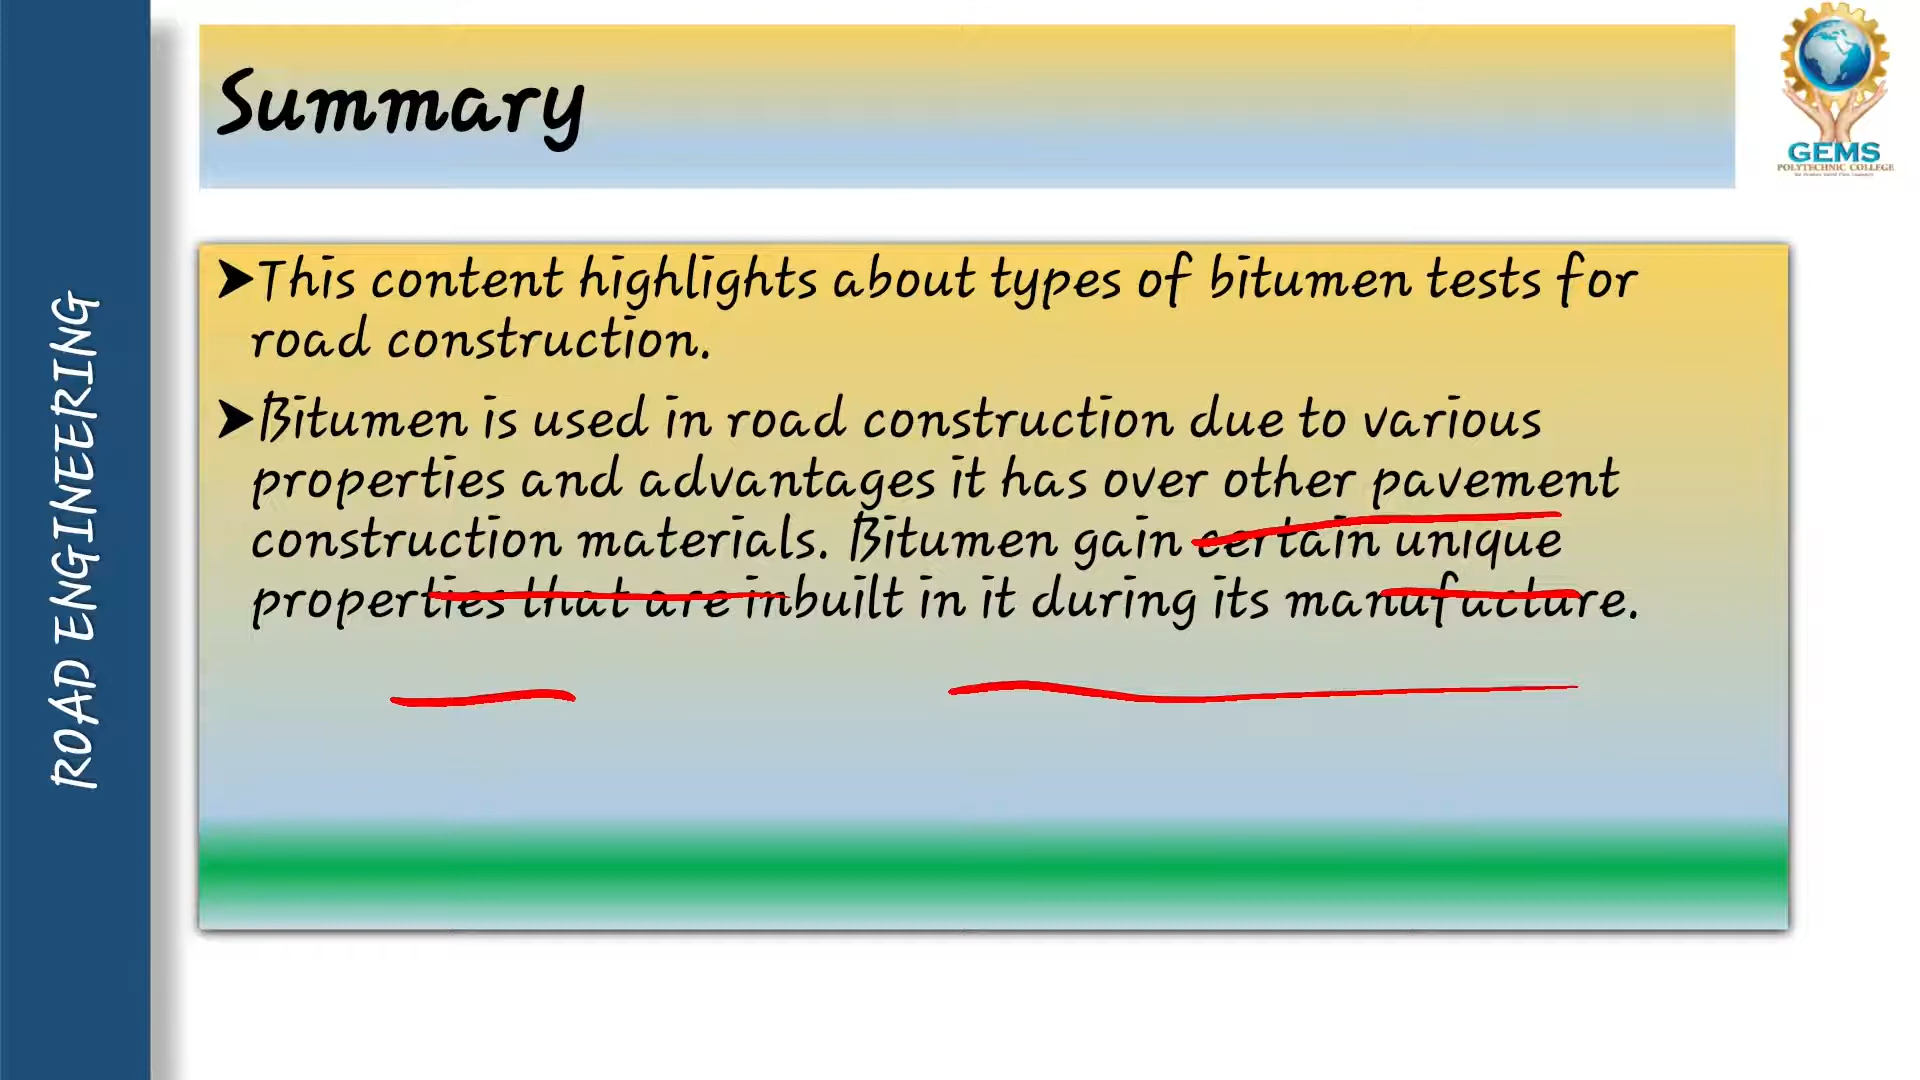 Summary
GEMS
POLYTECHNIC COLLEGE
ROAD ENGINEERING
➤This content highlights about types of bitumen tests for
road construction.
➤Bitumen is used in road construction due to various
properties and advantages it has over other pavement
construction materials. Bitumen gain certain unique
properties that are inbuilt in it during its manufacture.